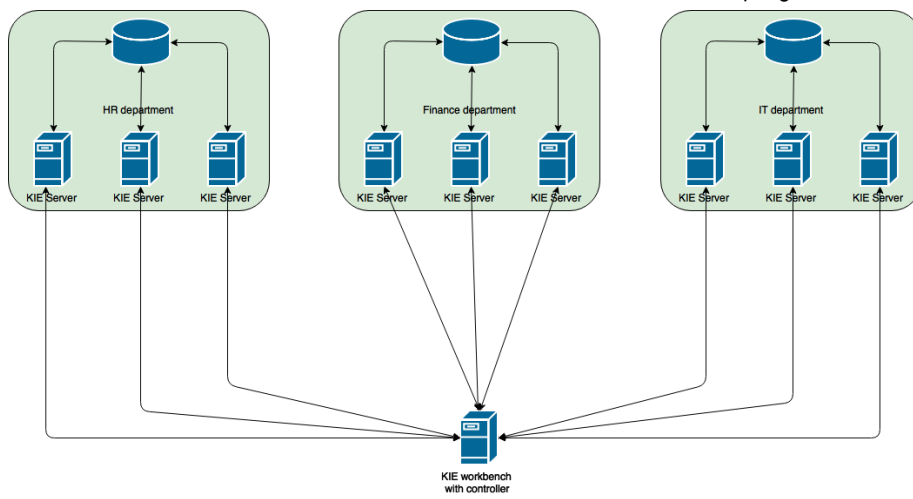 HR department
Finance department
IT department
KIE Server
KIE Server
KIE Server
KIE Server
KIE Server
KIE Server
KIE Server
KIE Server
KIE Server
KIE workbench
with controller